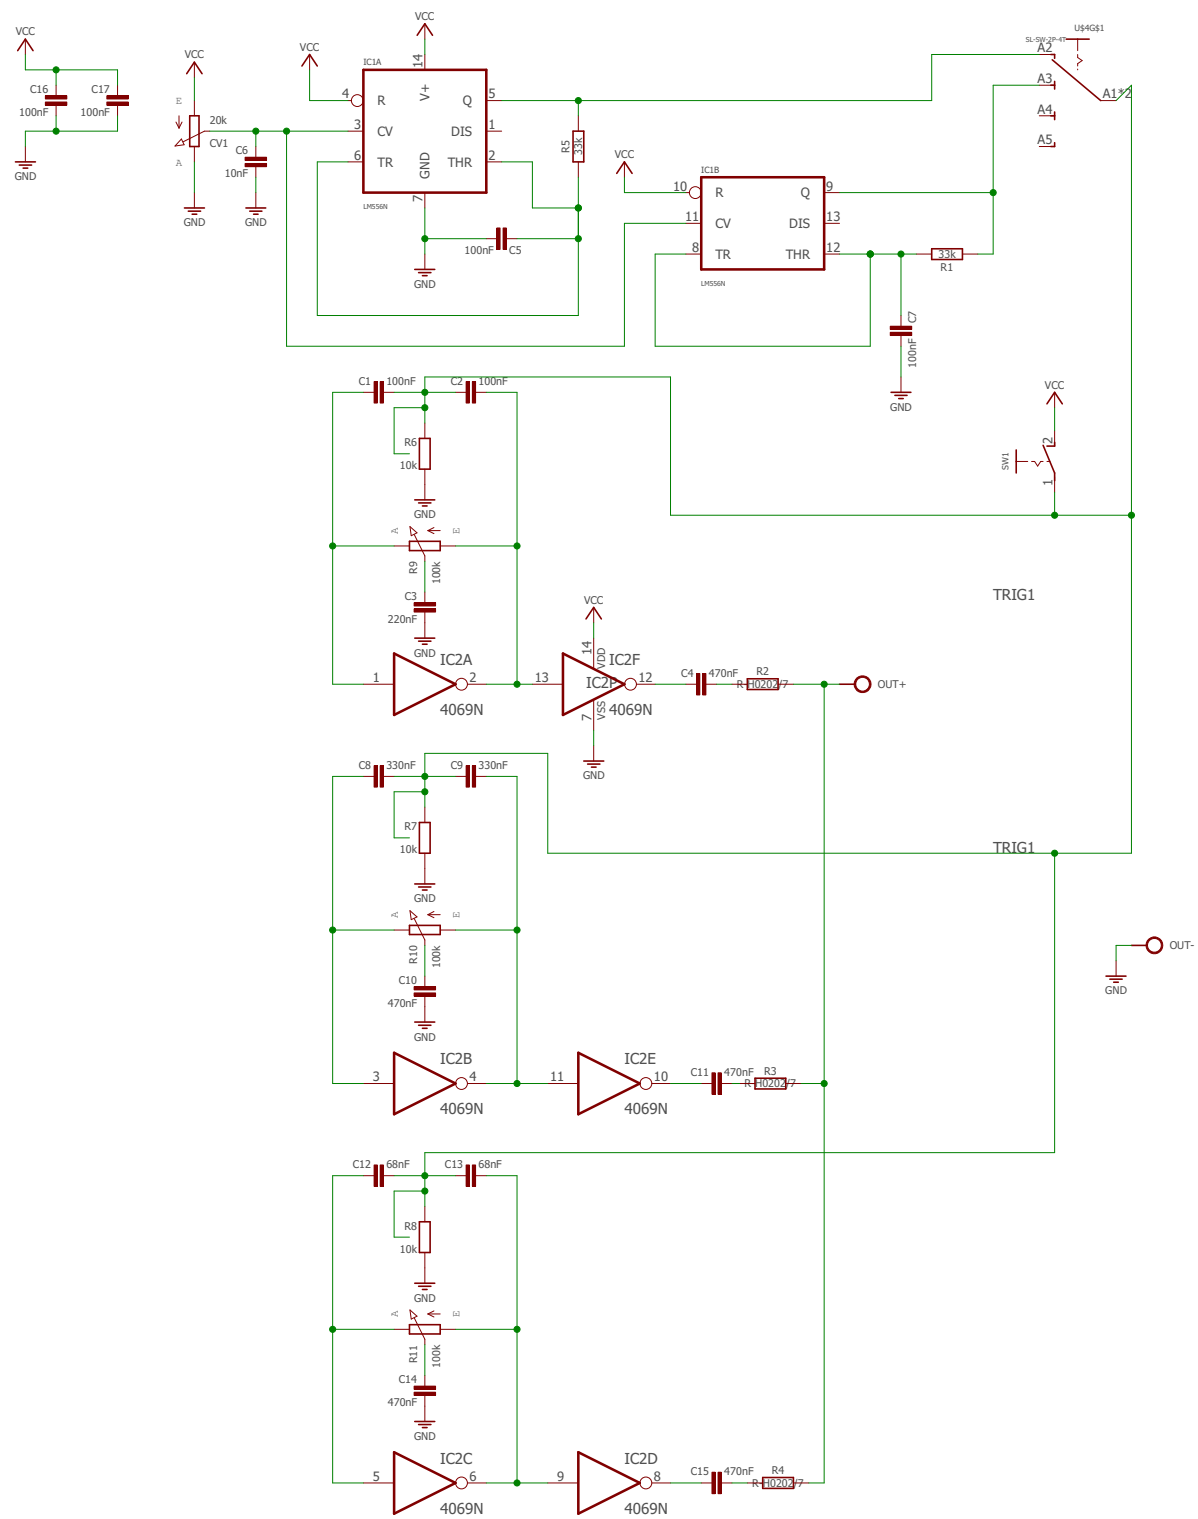 VCC
C16
100nF
C17
100nF
GND
VCC
E
A
20k
CV1
GND
C6
10nF
GND
VCC
VCC
IC1A
14
V+
4
R
Q
5
3
CV
DIS
1
6
TR
GND
THR
2
7
LM556N
R5
33k
100nF
C5
GND
VCC
IC1B
10
R
Q
9
11
CV
DIS
13
8
TR
THR
12
LM556N
33k
R1
C7
100nF
GND
U$4G$1
SL-SW-2P-4T
A2
A3
A1*2
A4
A5
VCC
2
SW1
1
C1
100nF
C2
100nF
R6
10k
GND
A
E
R9
100k
C3
220nF
GND
IC2A
1
2
4069N
VCC
14
VDD
IC2F
13
IC2P
12
7
VSS
4069N
GND
C4
470nF
R2
OUT+
TRIG1
C8
330nF
C9
330nF
R7
10k
GND
A
E
R10
100k
C10
470nF
GND
TRIG1
OUT-
GND
IC2B
3
4
4069N
IC2E
11
10
4069N
C11
470nF
R3
C12
68nF
C13
68nF
R8
10k
GND
A
E
R11
100k
C14
470nF
GND
IC2C
5
6
4069N
IC2D
9
8
4069N
C15
470nF
R4